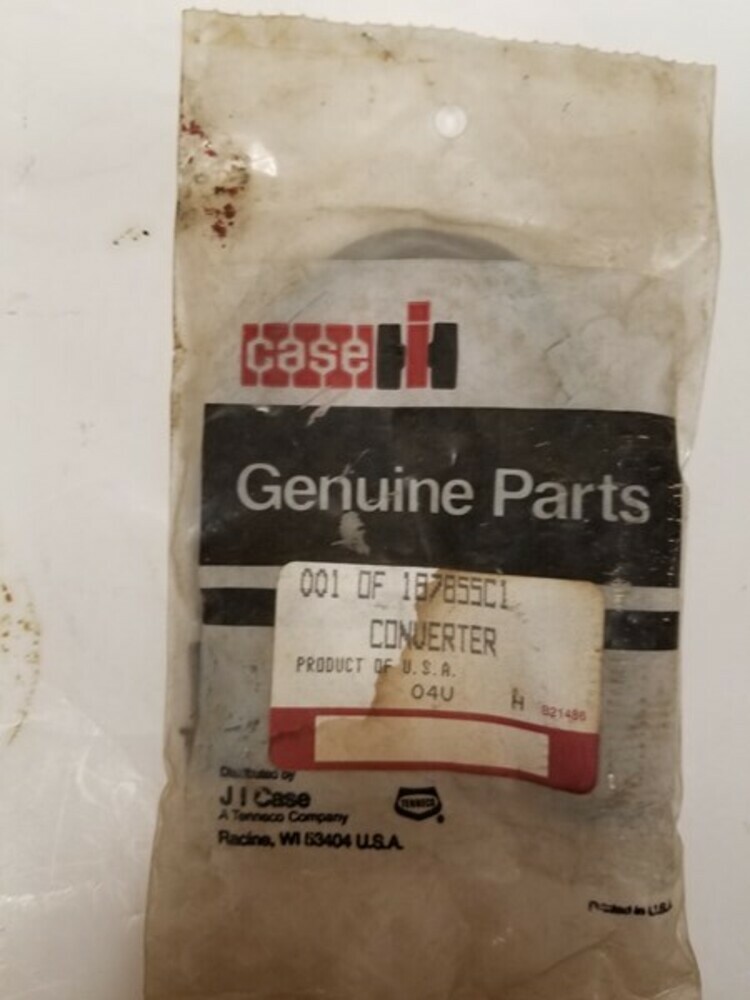 case IH
Genuine Parts
001 OF 187855C1
CONVERTER
PRODUCT OF U.S.A.
04U H 821486
Distributed by
J I Case
A Tenneco Company
TENNECO
Racine, WI 53404 U.S.A.
Printed in U.S.A.